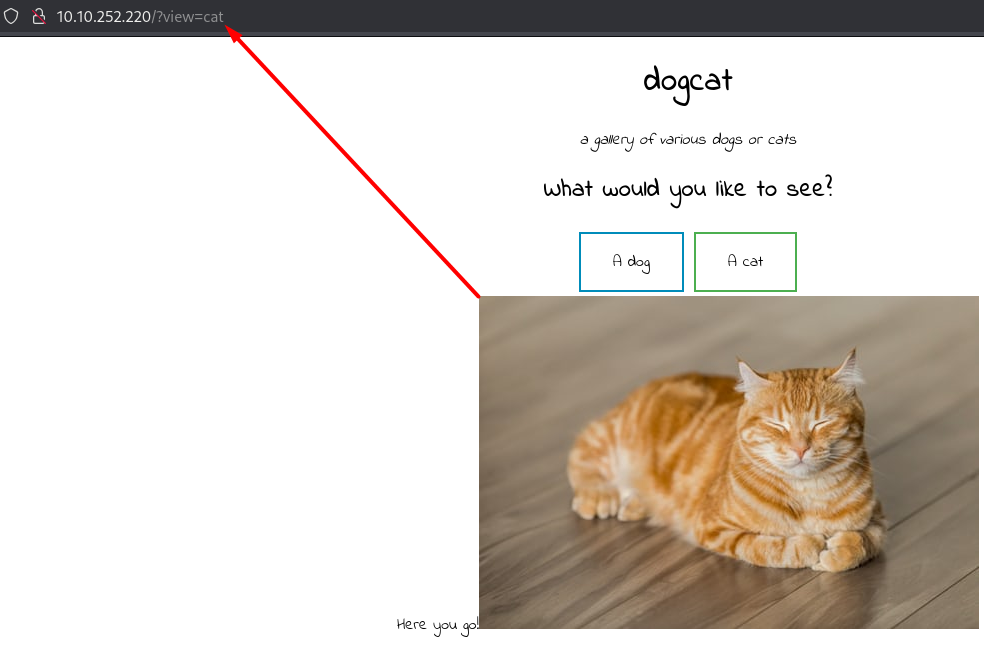 10.10.252.220/?view=cat
dogcat
a gallery of various dogs or cats
What would you like to see?
A dog
A cat
Here you go!